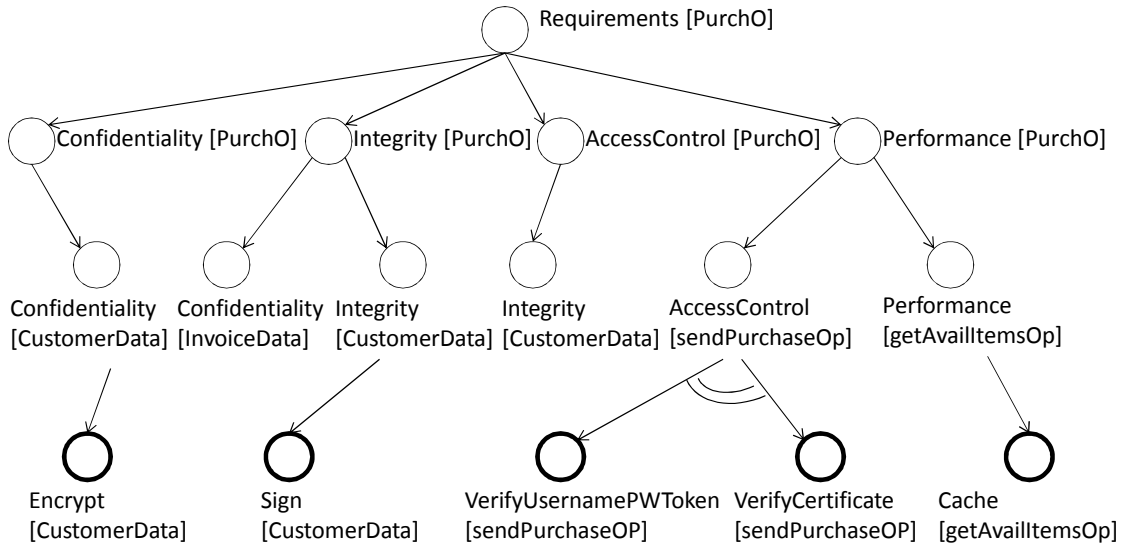 Requirements [PurchO]
Confidentiality [PurchO]
Integrity [PurchO]
AccessControl [PurchO]
Performance [PurchO]
Confidentiality
[CustomerData]
Confidentiality
[InvoiceData]
Integrity
[CustomerData]
Integrity
[CustomerData]
AccessControl
[sendPurchaseOp]
Performance
[getAvailItemsOp]
Encrypt
[CustomerData]
Sign
[CustomerData]
VerifyUsernamePWToken
[sendPurchaseOP]
VerifyCertificate
[sendPurchaseOP]
Cache
[getAvailItemsOp]